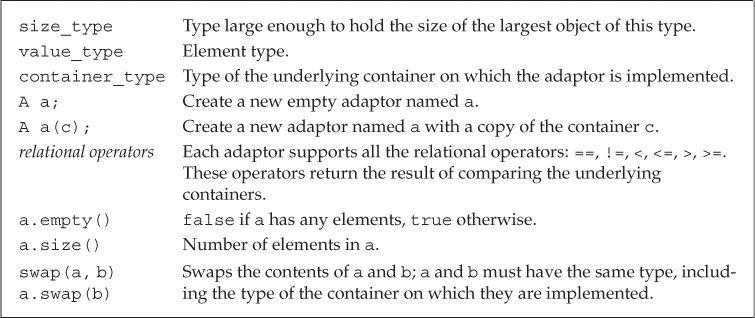 size_type Type large enough to hold the size of the largest object of this type.
value_type Element type.
container_type Type of the underlying container on which the adaptor is implemented.
A a; Create a new empty adaptor named a.
A a(c); Create a new adaptor named a with a copy of the container c.
relational operators Each adaptor supports all the relational operators: ==, !=, <, <=, >, >=.
These operators return the result of comparing the underlying
containers.
a.empty() false if a has any elements, true otherwise.
a.size() Number of elements in a.
swap(a, b) Swaps the contents of a and b; a and b must have the same type, includ-
a.swap(b) ing the type of the container on which they are implemented.